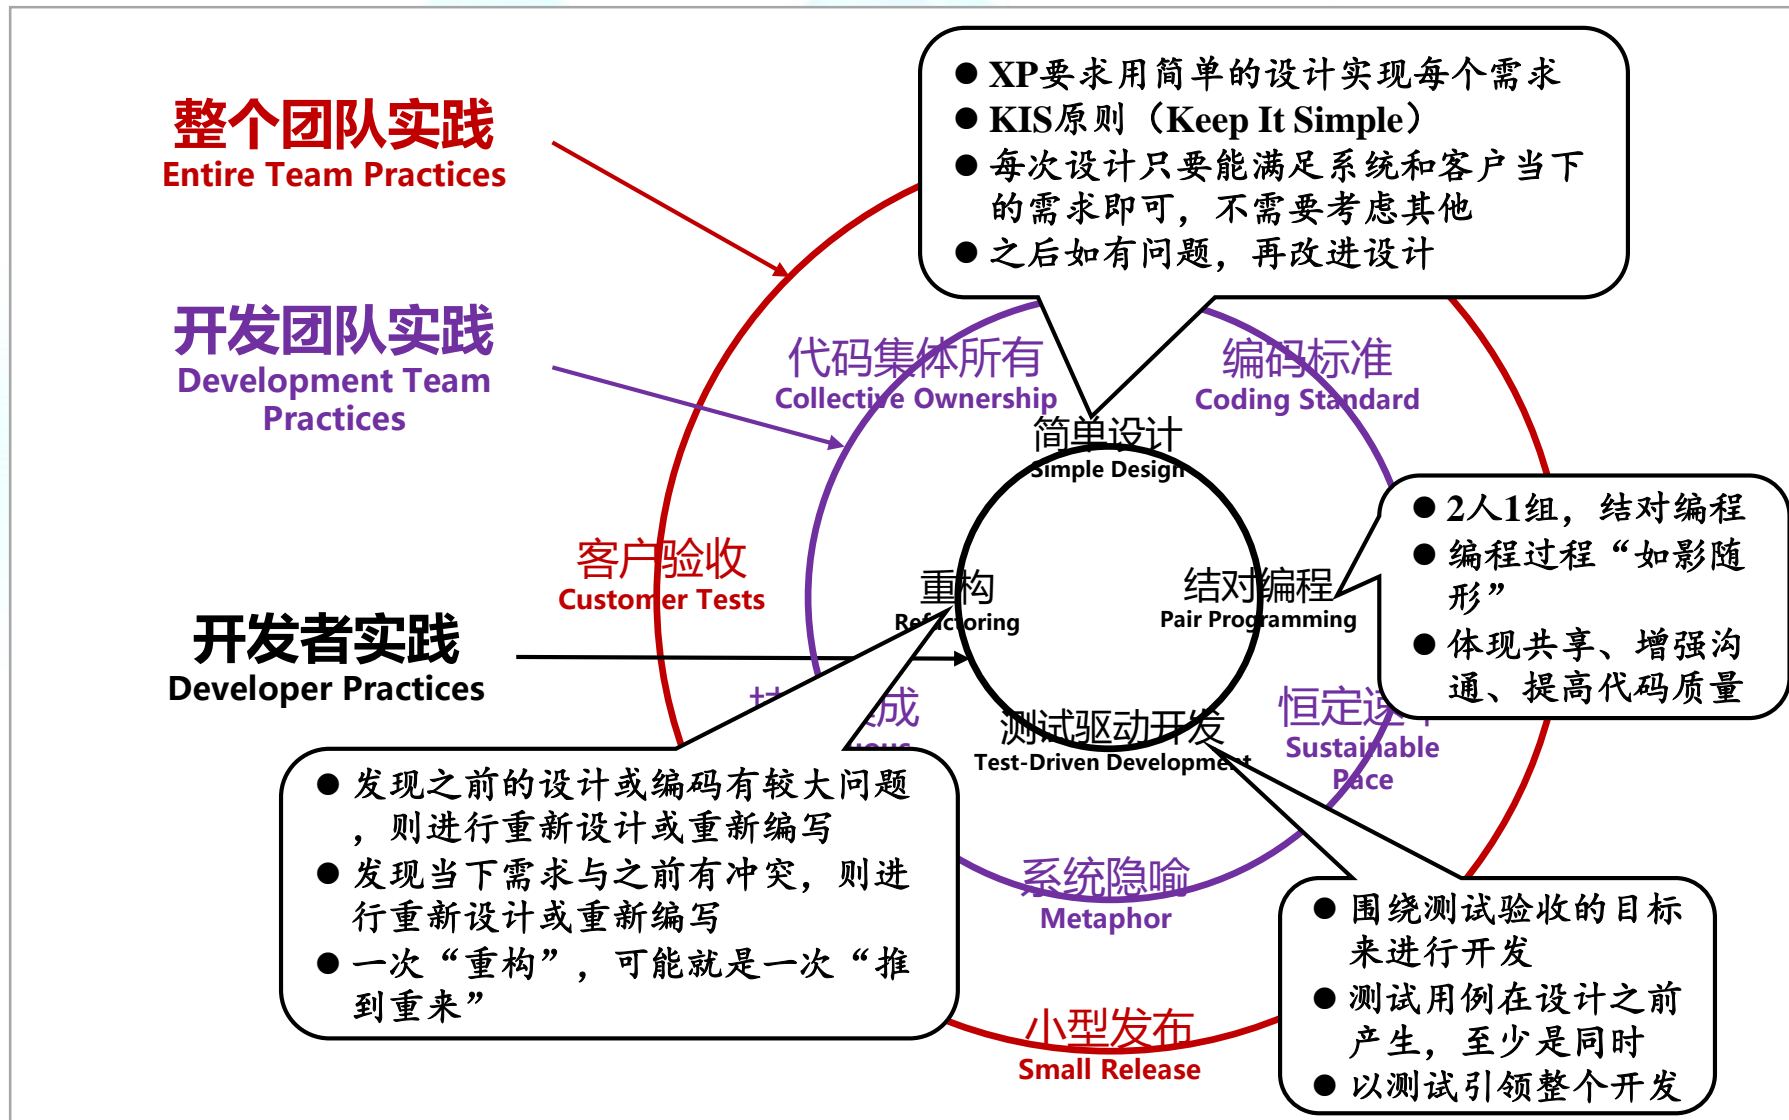 整个团队实践
Entire Team Practices
开发团队实践
Development Team
Practices
开发者实践
Developer Practices
● XP要求用简单的设计实现每个需求
● KIS原则（Keep It Simple）
● 每次设计只要能满足系统和客户当下
的需求即可，不需要考虑其他
● 之后如有问题，再改进设计
代码集体所有
Collective Ownership
编码标准
Coding Standard
简单设计
Simple Design
● 2人1组，结对编程
● 编程过程“如影随
形”
● 体现共享、增强沟
通、提高代码质量
客户验收
Customer Tests
重构
Refactoring
结对编程
Pair Programming
成
恒定速
Sustainable
Pace
测试驱动开发
Test-Driven Development
● 发现之前的设计或编码有较大问题
，则进行重新设计或重新编写
● 发现当下需求与之前有冲突，则进
行重新设计或重新编写
● 一次“重构”，可能就是一次“推
到重来”
系统隐喻
Metaphor
● 围绕测试验收的目标
来进行开发
● 测试用例在设计之前
产生，至少是同时
● 以测试引领整个开发
小型发布
Small Release